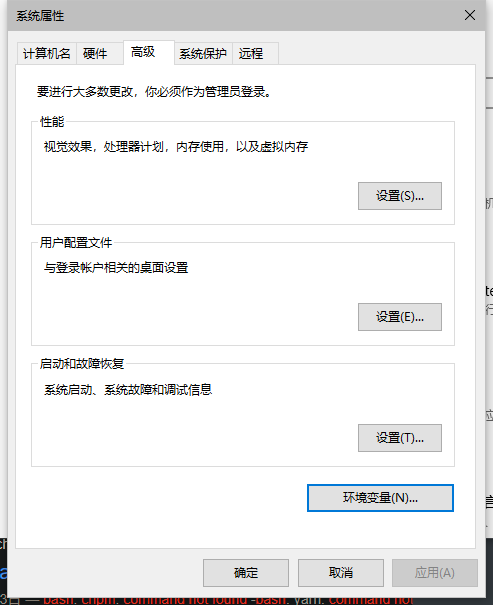 系统属性
计算机名 硬件 高级 系统保护 远程
要进行大多数更改，你必须作为管理员登录。
性能
视觉效果，处理器计划，内存使用，以及虚拟内存
设置(S)...
用户配置文件
与登录帐户相关的桌面设置
设置(E)...
启动和故障恢复
系统启动、系统故障和调试信息
设置(T)...
环境变量(N)...
确定 取消 应用(A)